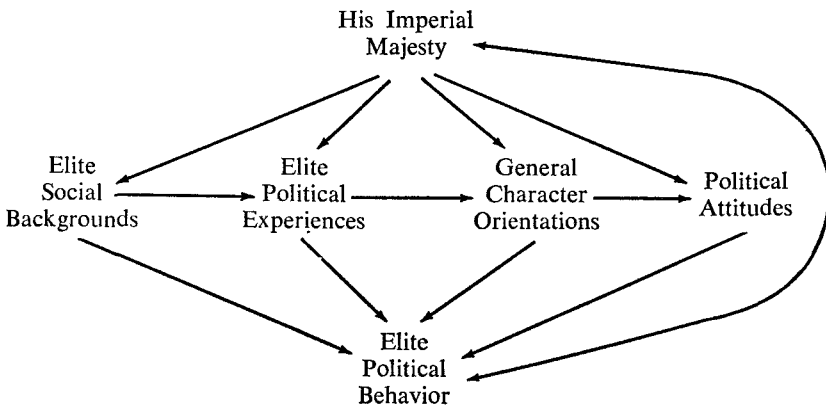 His Imperial
Majesty
Elite
Social
Backgrounds
Elite
Political
Experiences
General
Character
Orientations
Political
Attitudes
Elite
Political
Behavior